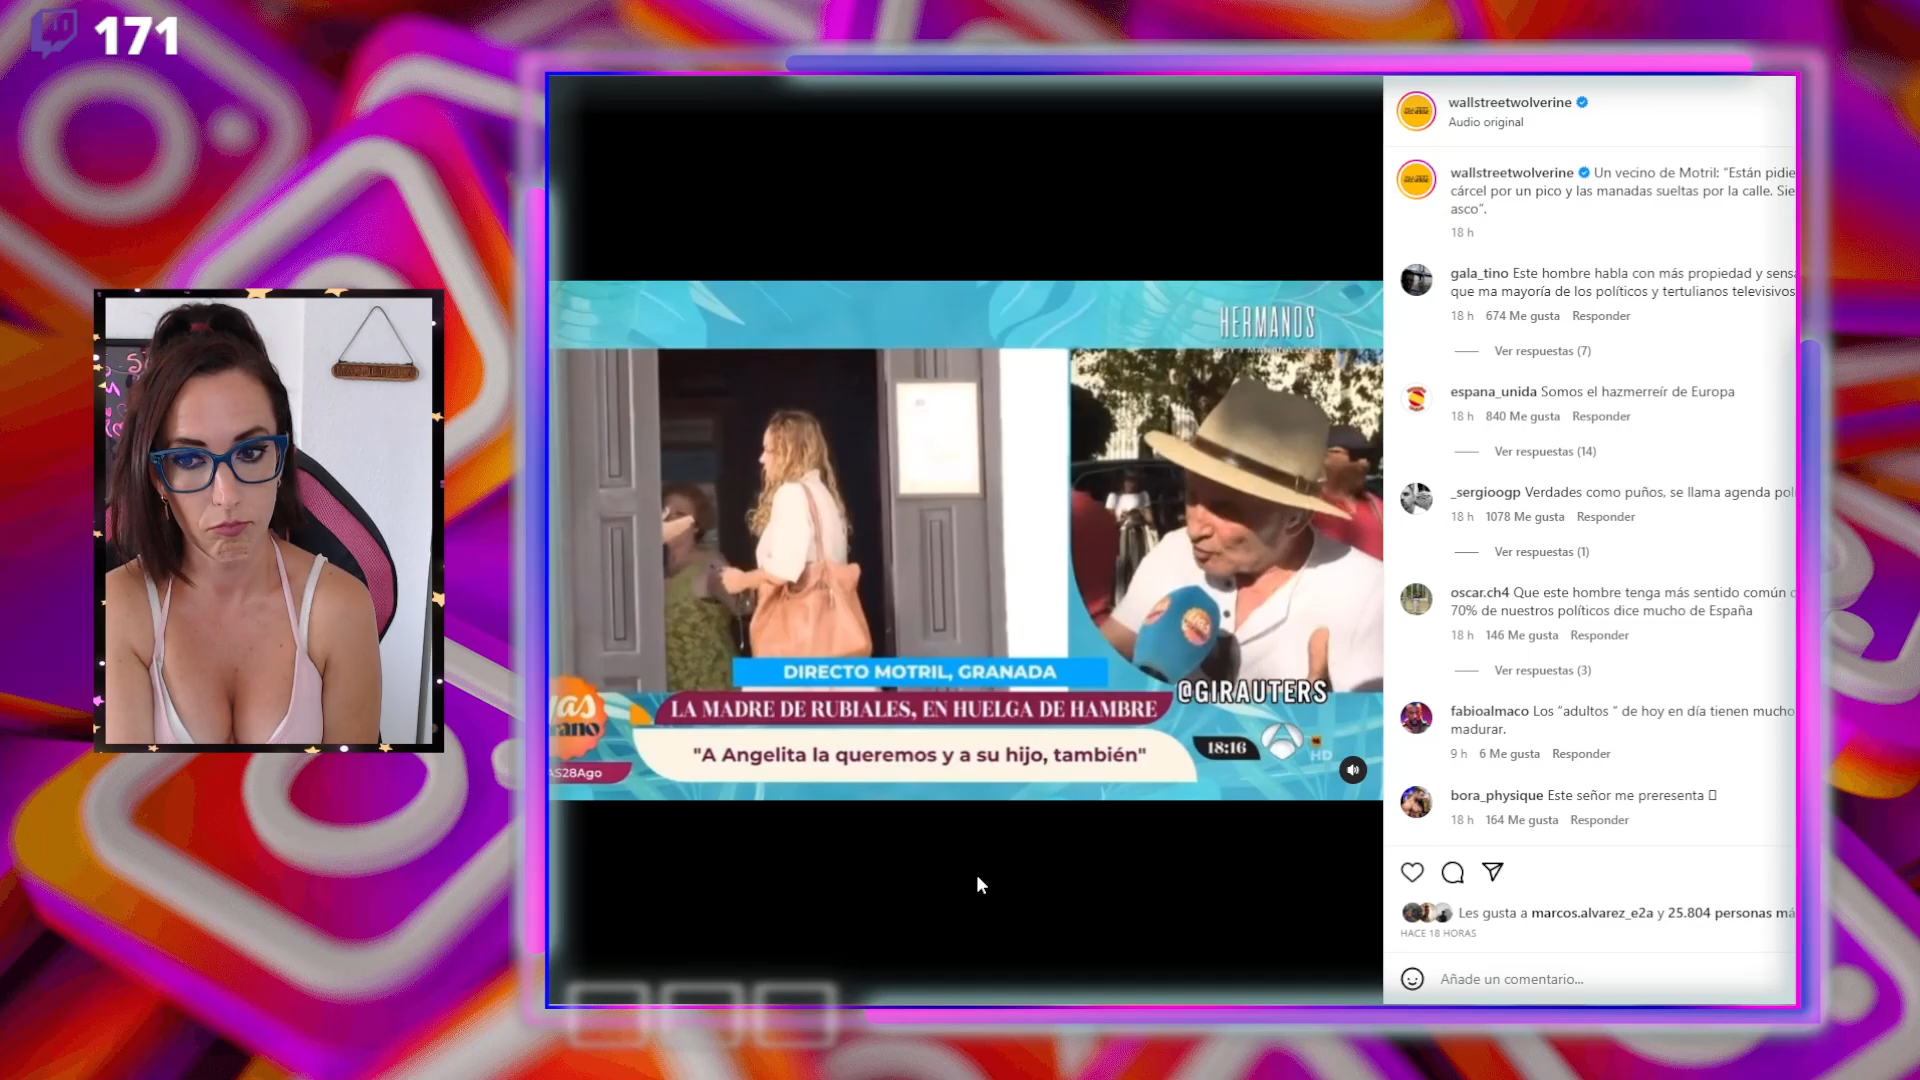 171
HERMANOS
DIRECTO MOTRIL, GRANADA
@GIRAUTERS
LA MADRE DE RUBIALES, EN HUELGA DE HAMBRE
"A Angelita la queremos y a su hijo, también"
18:16
HD
AS28Ago
wallstreetwolverine
Audio original
wallstreetwolverine Un vecino de Motril: "Están pidie
cárcel por un pico y las manadas sueltas por la calle. Sie
asco".
18 h
gala_tino Este hombre habla con más propiedad y sensa
que ma mayoría de los políticos y tertulianos televisivos
18 h 674 Me gusta Responder
Ver respuestas (7)
espana_unida Somos el hazmerreír de Europa
18 h 840 Me gusta Responder
Ver respuestas (14)
_sergioogp Verdades como puños, se llama agenda pol
18 h 1078 Me gusta Responder
Ver respuestas (1)
oscar.ch4 Que este hombre tenga más sentido común
70% de nuestros políticos dice mucho de España
18 h 146 Me gusta Responder
Ver respuestas (3)
fabioalmaco Los "adultos " de hoy en día tienen mucho
madurar.
9 h 6 Me gusta Responder
bora_physique Este señor me preresenta
18 h 164 Me gusta Responder
Les gusta a marcos.alvarez_e2a y 25.804 personas má
HACE 18 HORAS
Añade un comentario...